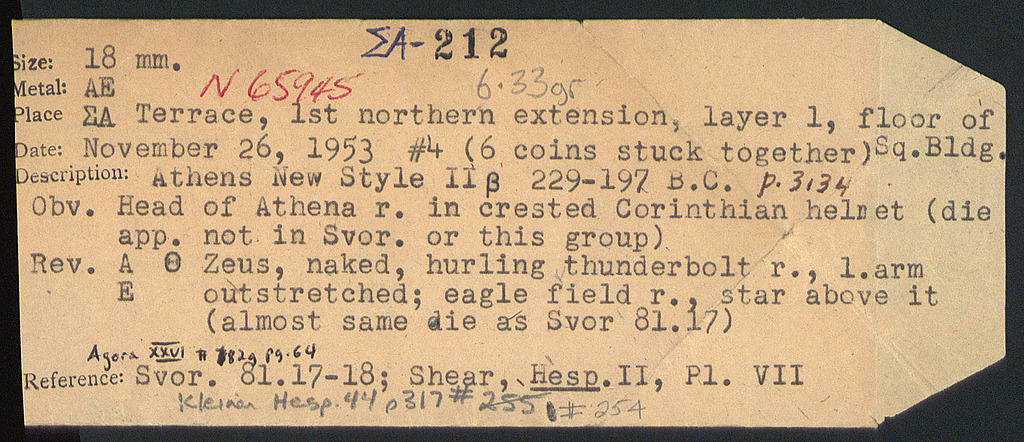 ΣΑ-212
Size: 18 mm.
Metal: AE N 65945 6.33gr
Place ΣΑ Terrace, 1st northern extension, layer 1, floor of
Date: November 26, 1953 #4 (6 coins stuck together) Sq.Bldg.
Description: Athens New Style II β 229-197 B.C. p.3134
Obv. Head of Athena r. in crested Corinthian helmet (die
app. not in Svor. or this group)
Rev. A Θ Zeus, naked, hurling thunderbolt r., l.arm
E outstretched; eagle field r., star above it
(almost same die as Svor 81.17)
Agora XXVI # pg.64
Reference: Svor. 81.17-18; Shear, Hesp.II, Pl. VII
Kleiner Hesp. 44 p317 # 255 # 254